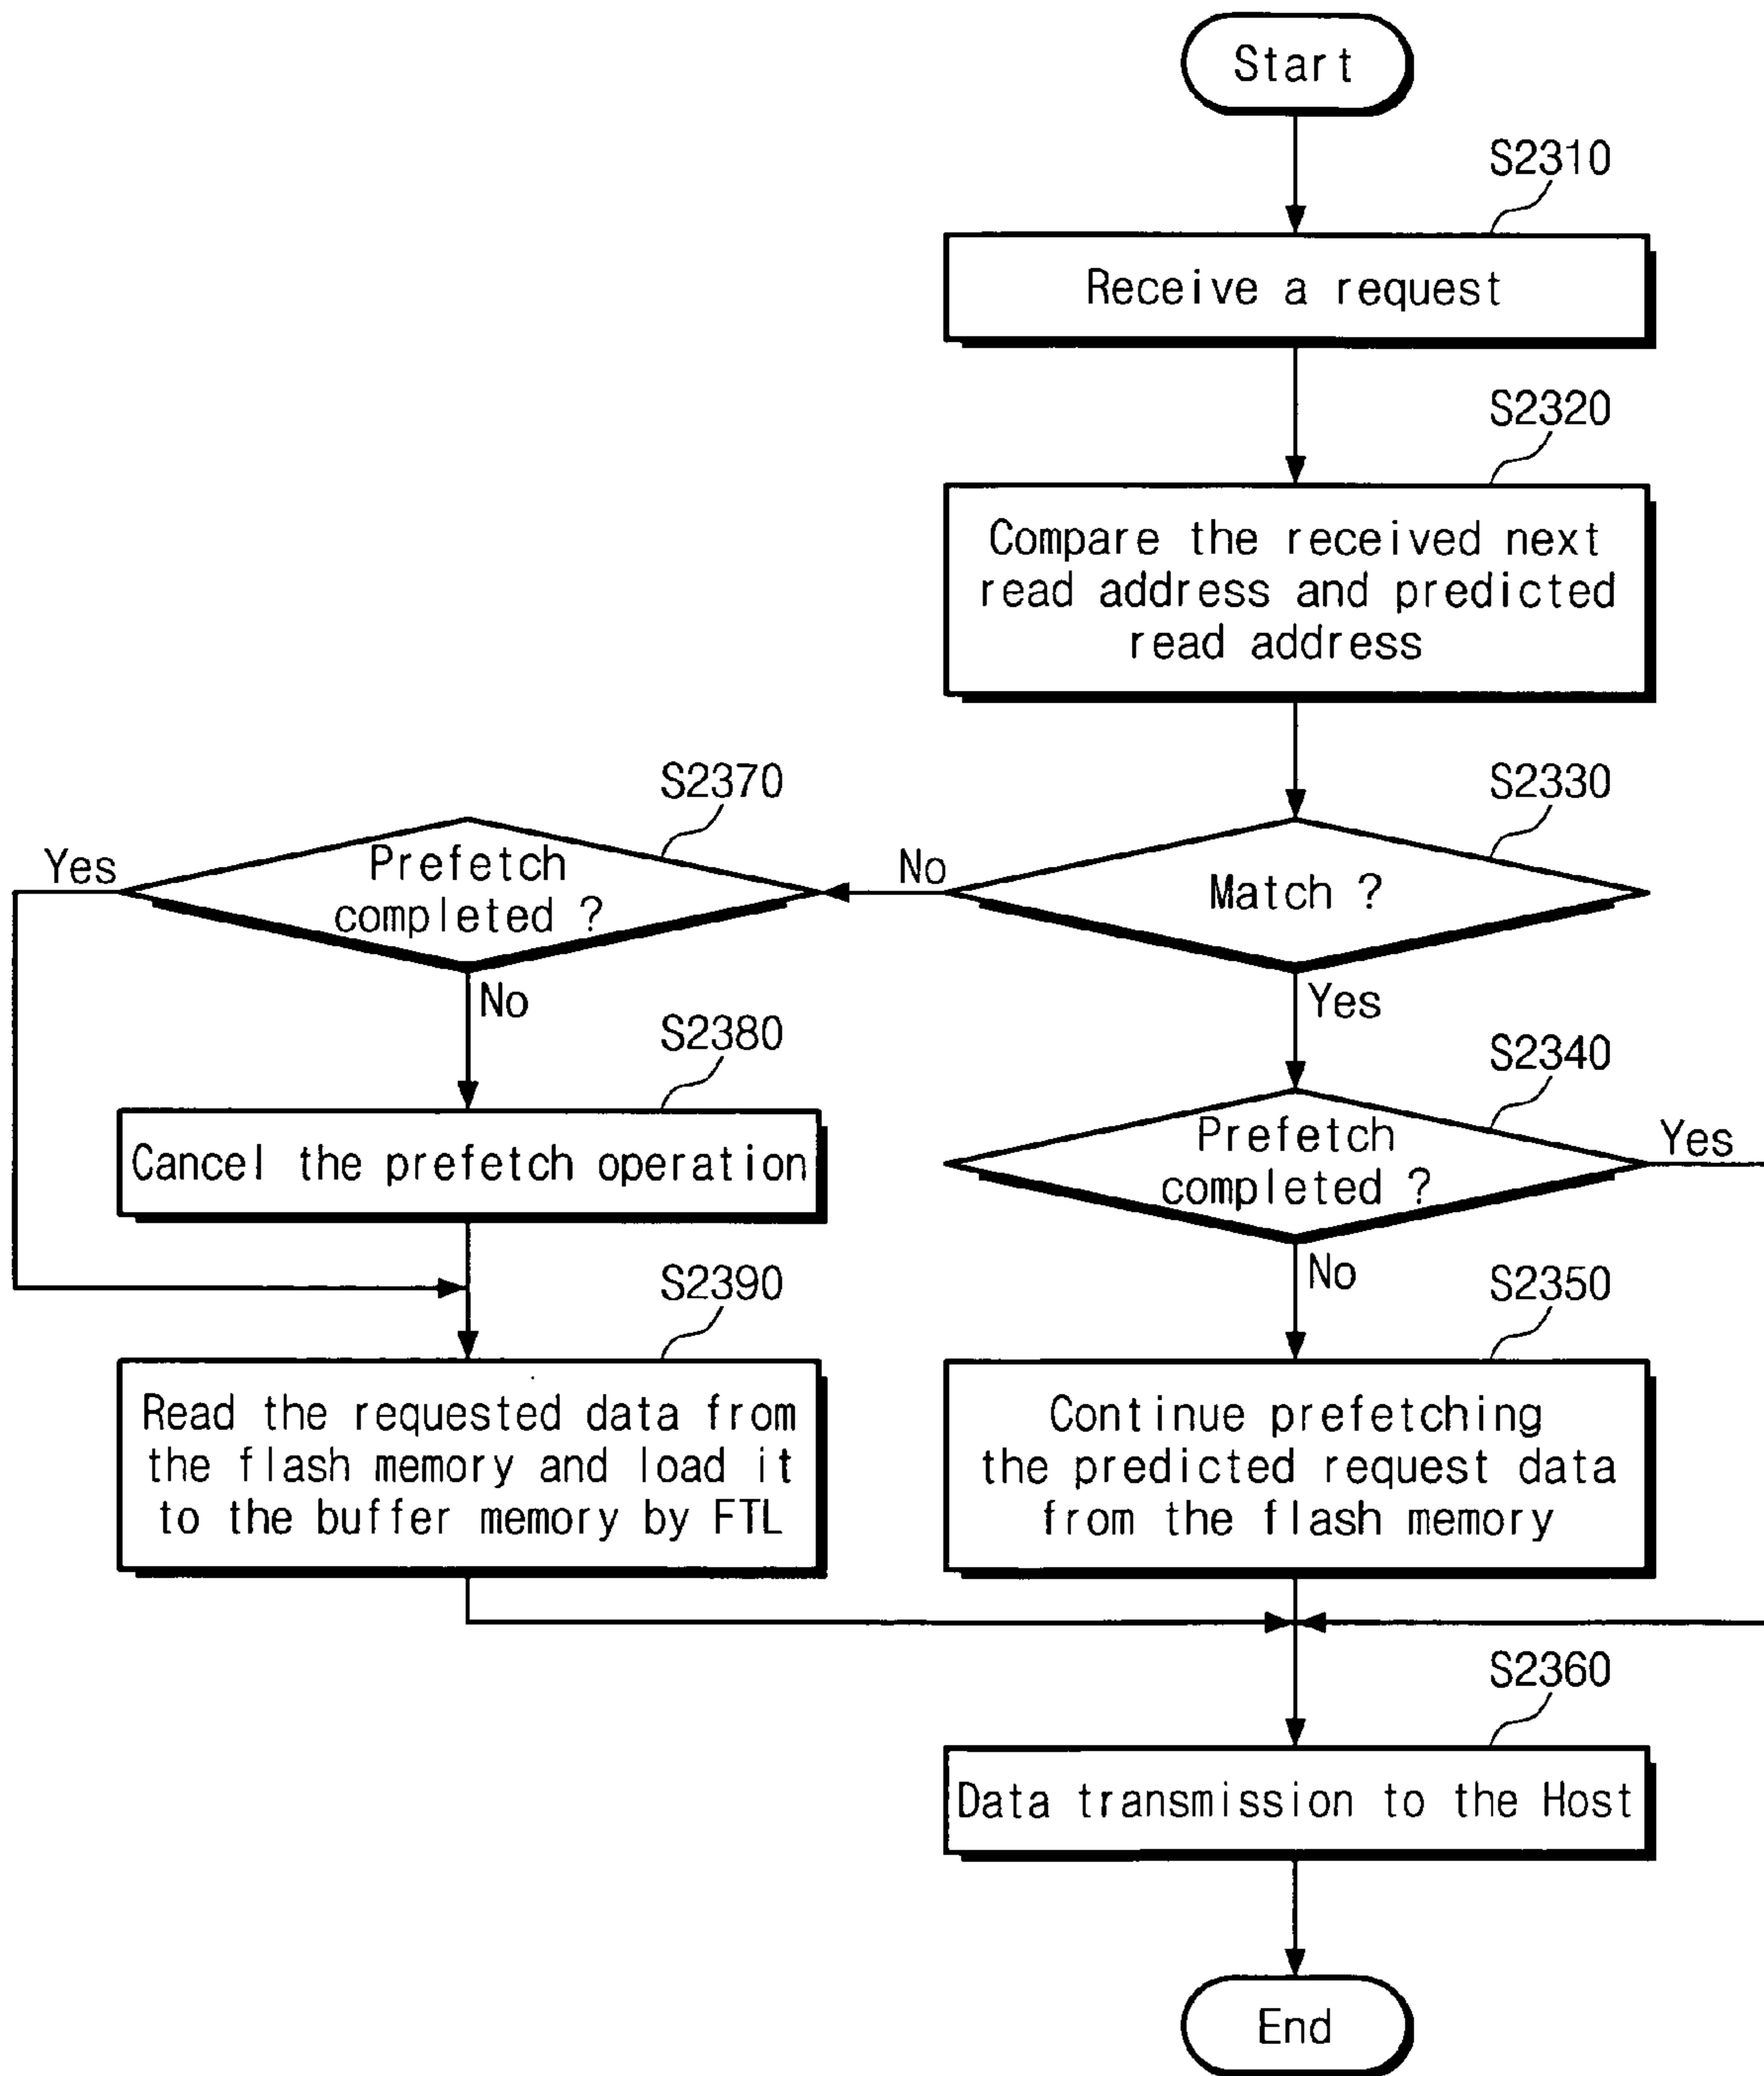 Start
S2310
Receive a request
S2320
Compare the received next
read address and predicted
read address
S2330
Match ?
No
Yes
S2370
Prefetch
completed ?
Yes
No
S2380
Cancel the prefetch operation
S2390
Read the requested data from
the flash memory and load it
to the buffer memory by FTL
S2340
Prefetch
completed ?
Yes
No
S2350
Continue prefetching
the predicted request data
from the flash memory
S2360
Data transmission to the Host
End